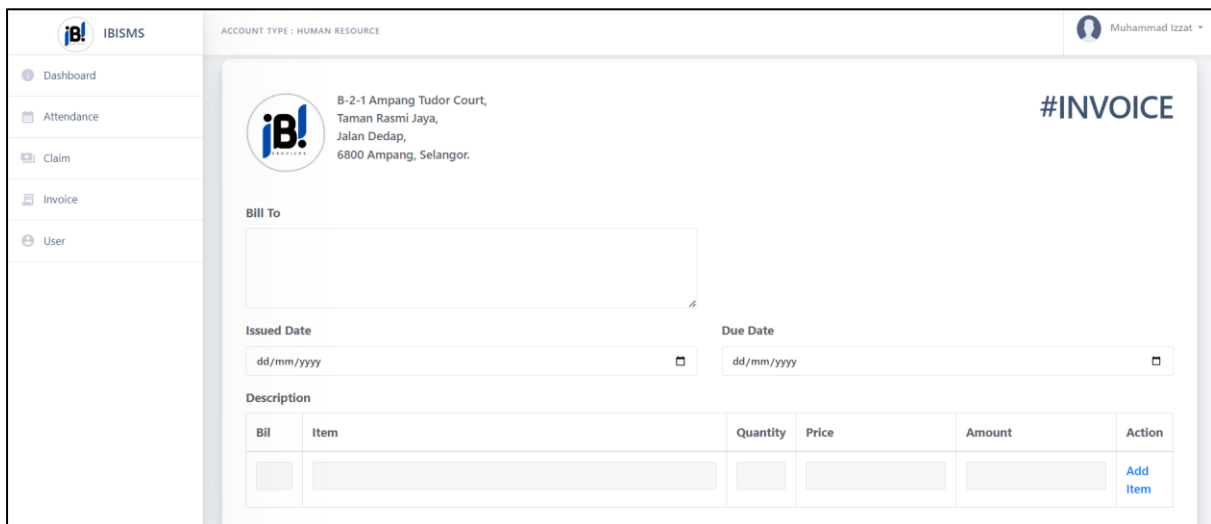 iB! IBISMS
ACCOUNT TYPE : HUMAN RESOURCE
Muhammad Izzat
Dashboard
Attendance
Claim
Invoice
User
iB!
SERVICES
B-2-1 Ampang Tudor Court,
Taman Rasmi Jaya,
Jalan Dedap,
6800 Ampang, Selangor.
#INVOICE
Bill To
Issued Date
Due Date
dd/mm/yyyy
dd/mm/yyyy
Description
Bil Item Quantity Price Amount Action
Add
Item